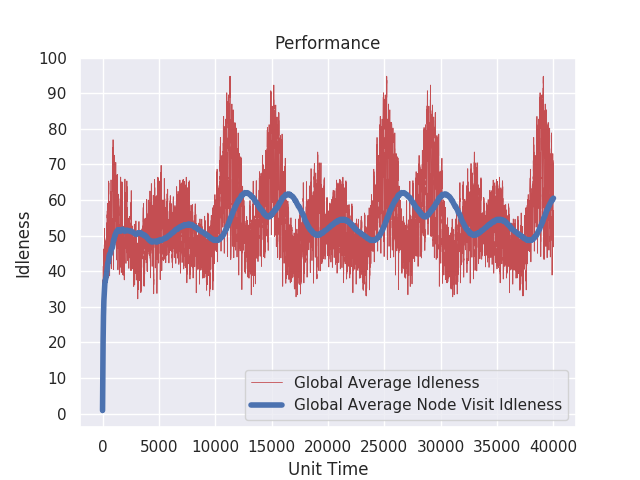 Performance
100
90
80
70
60
50
40
30
20
10
0
Idleness
Global Average Idleness
Global Average Node Visit Idleness
0 5000 10000 15000 20000 25000 30000 35000 40000
Unit Time